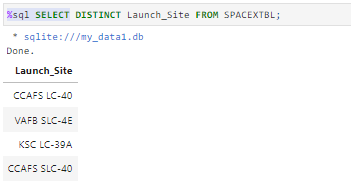 %sql SELECT DISTINCT Launch_Site FROM SPACEXTBL;
* sqlite:///my_data1.db
Done.
Launch_Site
CCAFS LC-40
VAFB SLC-4E
KSC LC-39A
CCAFS SLC-40